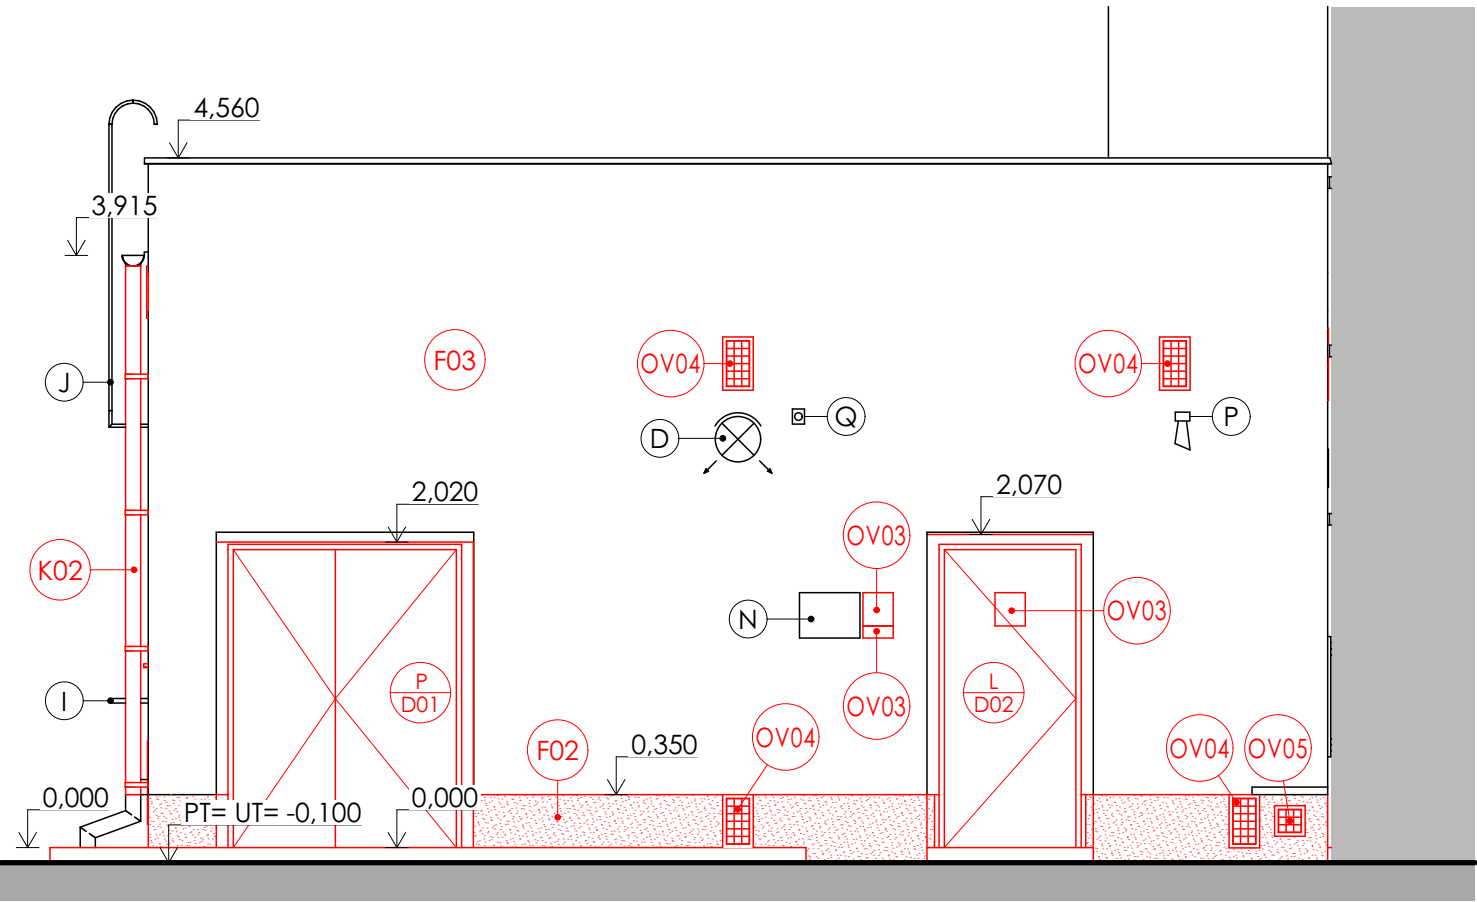 4,560
3,915
F03
OV04
OV04
J
D
Q
P
2,020
2,070
OV03
K02
N
OV03
I
P
D01
OV03
L
D02
F02
0,350
OV04
OV04
OV05
0,000
PT= UT= -0,100
0,000